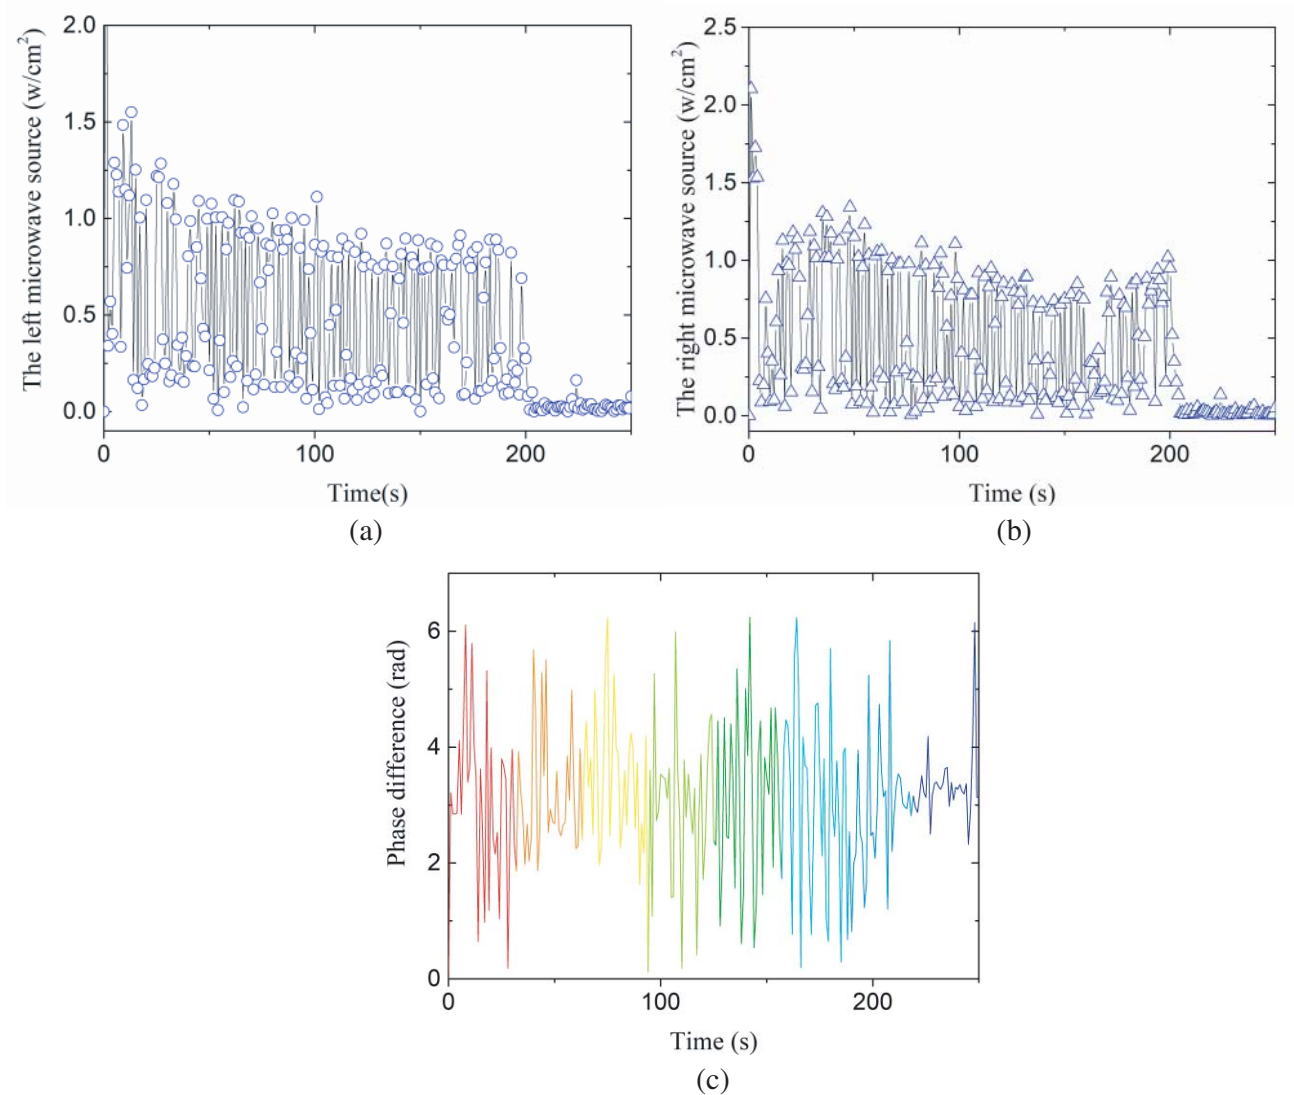 The left microwave source (w/cm²)
2.0
1.5
1.0
0.5
0.0
0 100 200
Time(s)
(a)
The right microwave source (w/cm²)
2.5
2.0
1.5
1.0
0.5
0.0
0 100 200
Time (s)
(b)
Phase difference (rad)
6
4
2
0
0 100 200
Time (s)
(c)